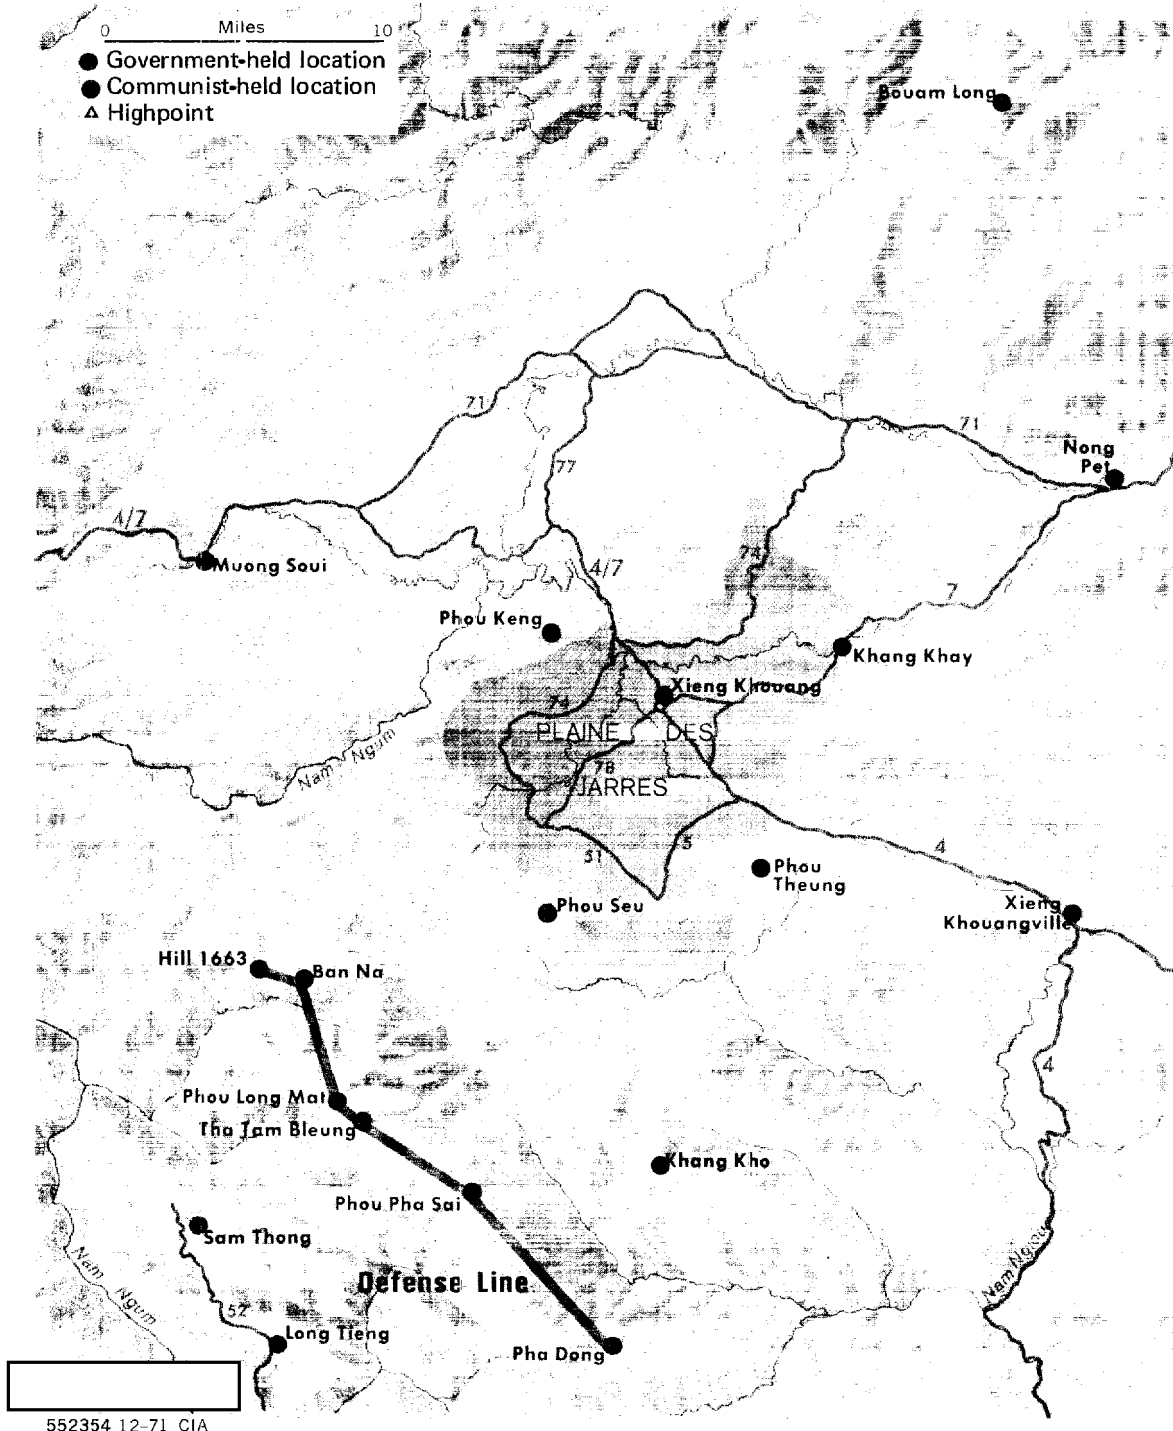 0 Miles 10
Government-held location
Communist-held location
Highpoint
Bouam Long
71
71
Nong
Pet
77
4/7
Muong Soui
74
4/7
7
Phou Keng
Khang Khay
Xieng Khouang
74
PLAINE DES
Nam Ngum
78
JARRES
4
51
5
Phou
Theung
Phou Seu
Xieng
Khouangville
Hill 1663
Ban Na
4
Phou Long Mat
Tha Tam Bleung
Khang Kho
Phou Pha Sai
Sam Thong
Nam Ngum
Nam Ngum
Defense Line
52
Long Tieng
Pha Dong
552354 12-71 CIA